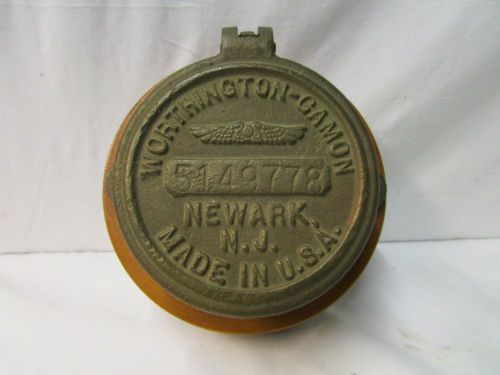 WORTHINGTON-GAMON
5149778
NEWARK,
N.J.
MADE IN U.S.A.